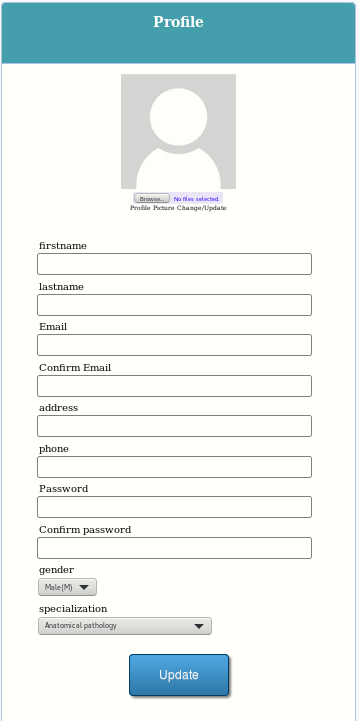 Profile
Browse... No files selected.
Profile Picture Change/Update
firstname
lastname
Email
Confirm Email
address
phone
Password
Confirm password
gender
Male(M)
specialization
Anatomical pathology
Update